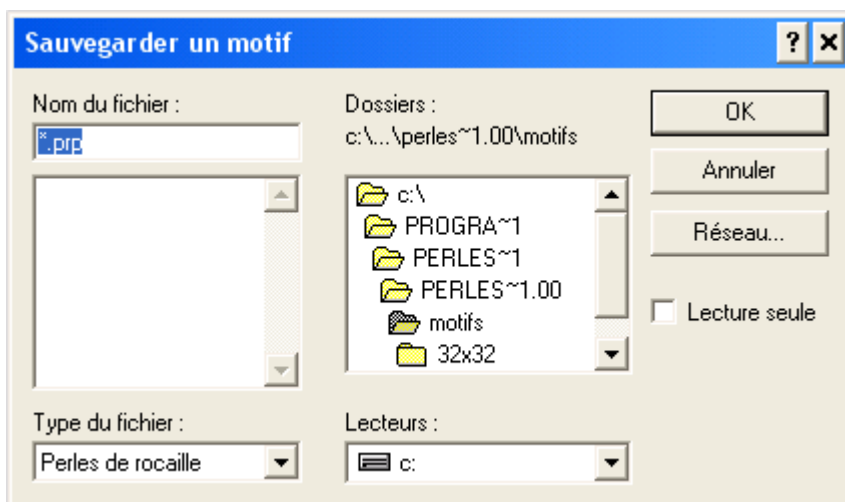 Sauvegarder un motif
Nom du fichier :
*.prp
Dossiers :
c:\...\perles~1.00\motifs
c:\
PROGRA~1
PERLES~1
PERLES~1.00
motifs
32x32
OK
Annuler
Réseau...
Lecture seule
Type du fichier :
Perles de rocaille
Lecteurs :
c: